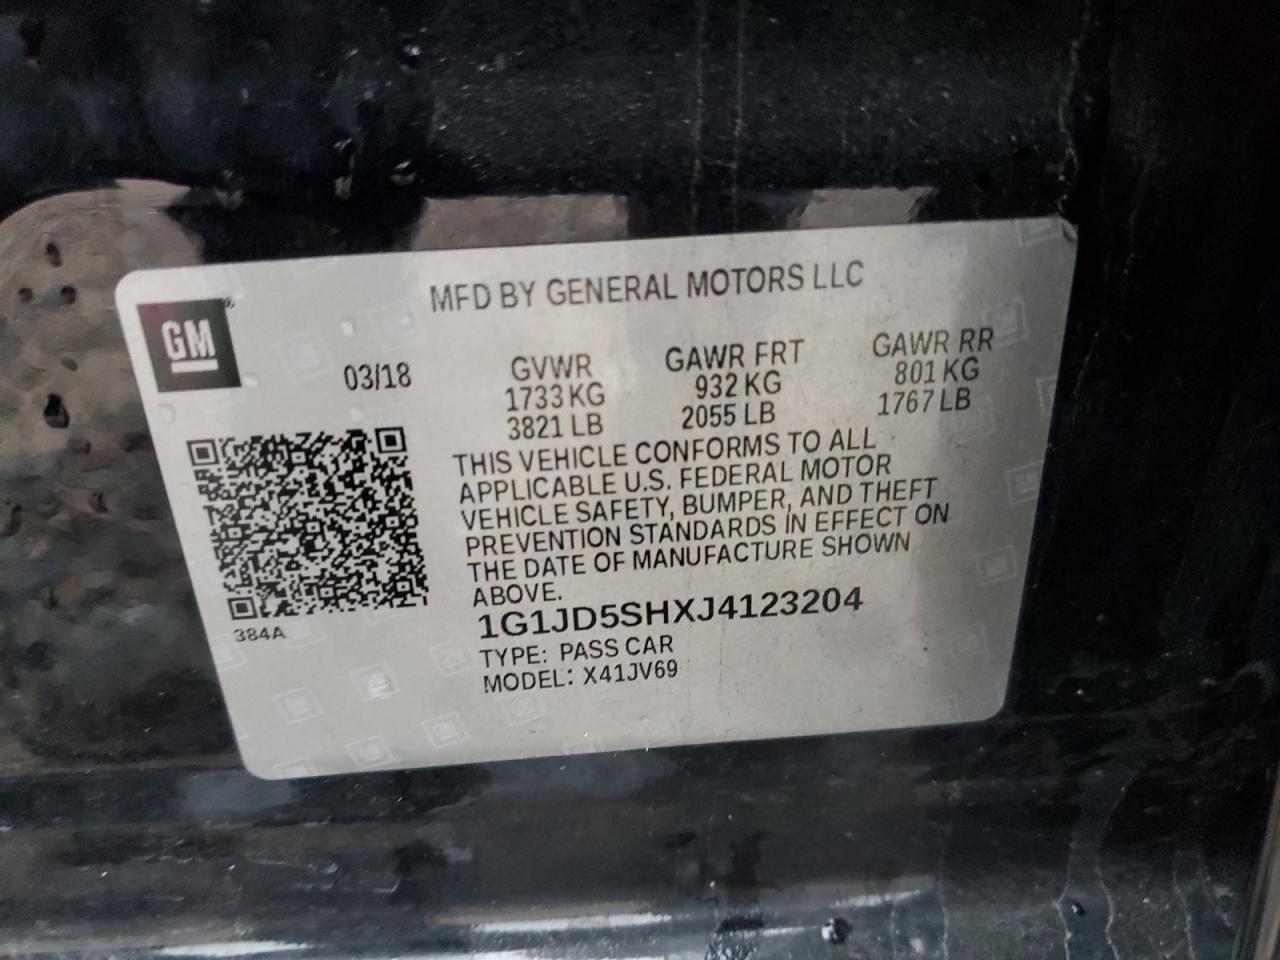 MFD BY GENERAL MOTORS LLC
GM
03/18
GVWR
1733 KG
3821 LB
GAWR FRT
932 KG
2055 LB
GAWR RR
801 KG
1767 LB
THIS VEHICLE CONFORMS TO ALL
APPLICABLE U.S. FEDERAL MOTOR
VEHICLE SAFETY, BUMPER, AND THEFT
PREVENTION STANDARDS IN EFFECT ON
THE DATE OF MANUFACTURE SHOWN
ABOVE.
384A
1G1JD5SHXJ4123204
TYPE: PASS CAR
MODEL: X41JV69